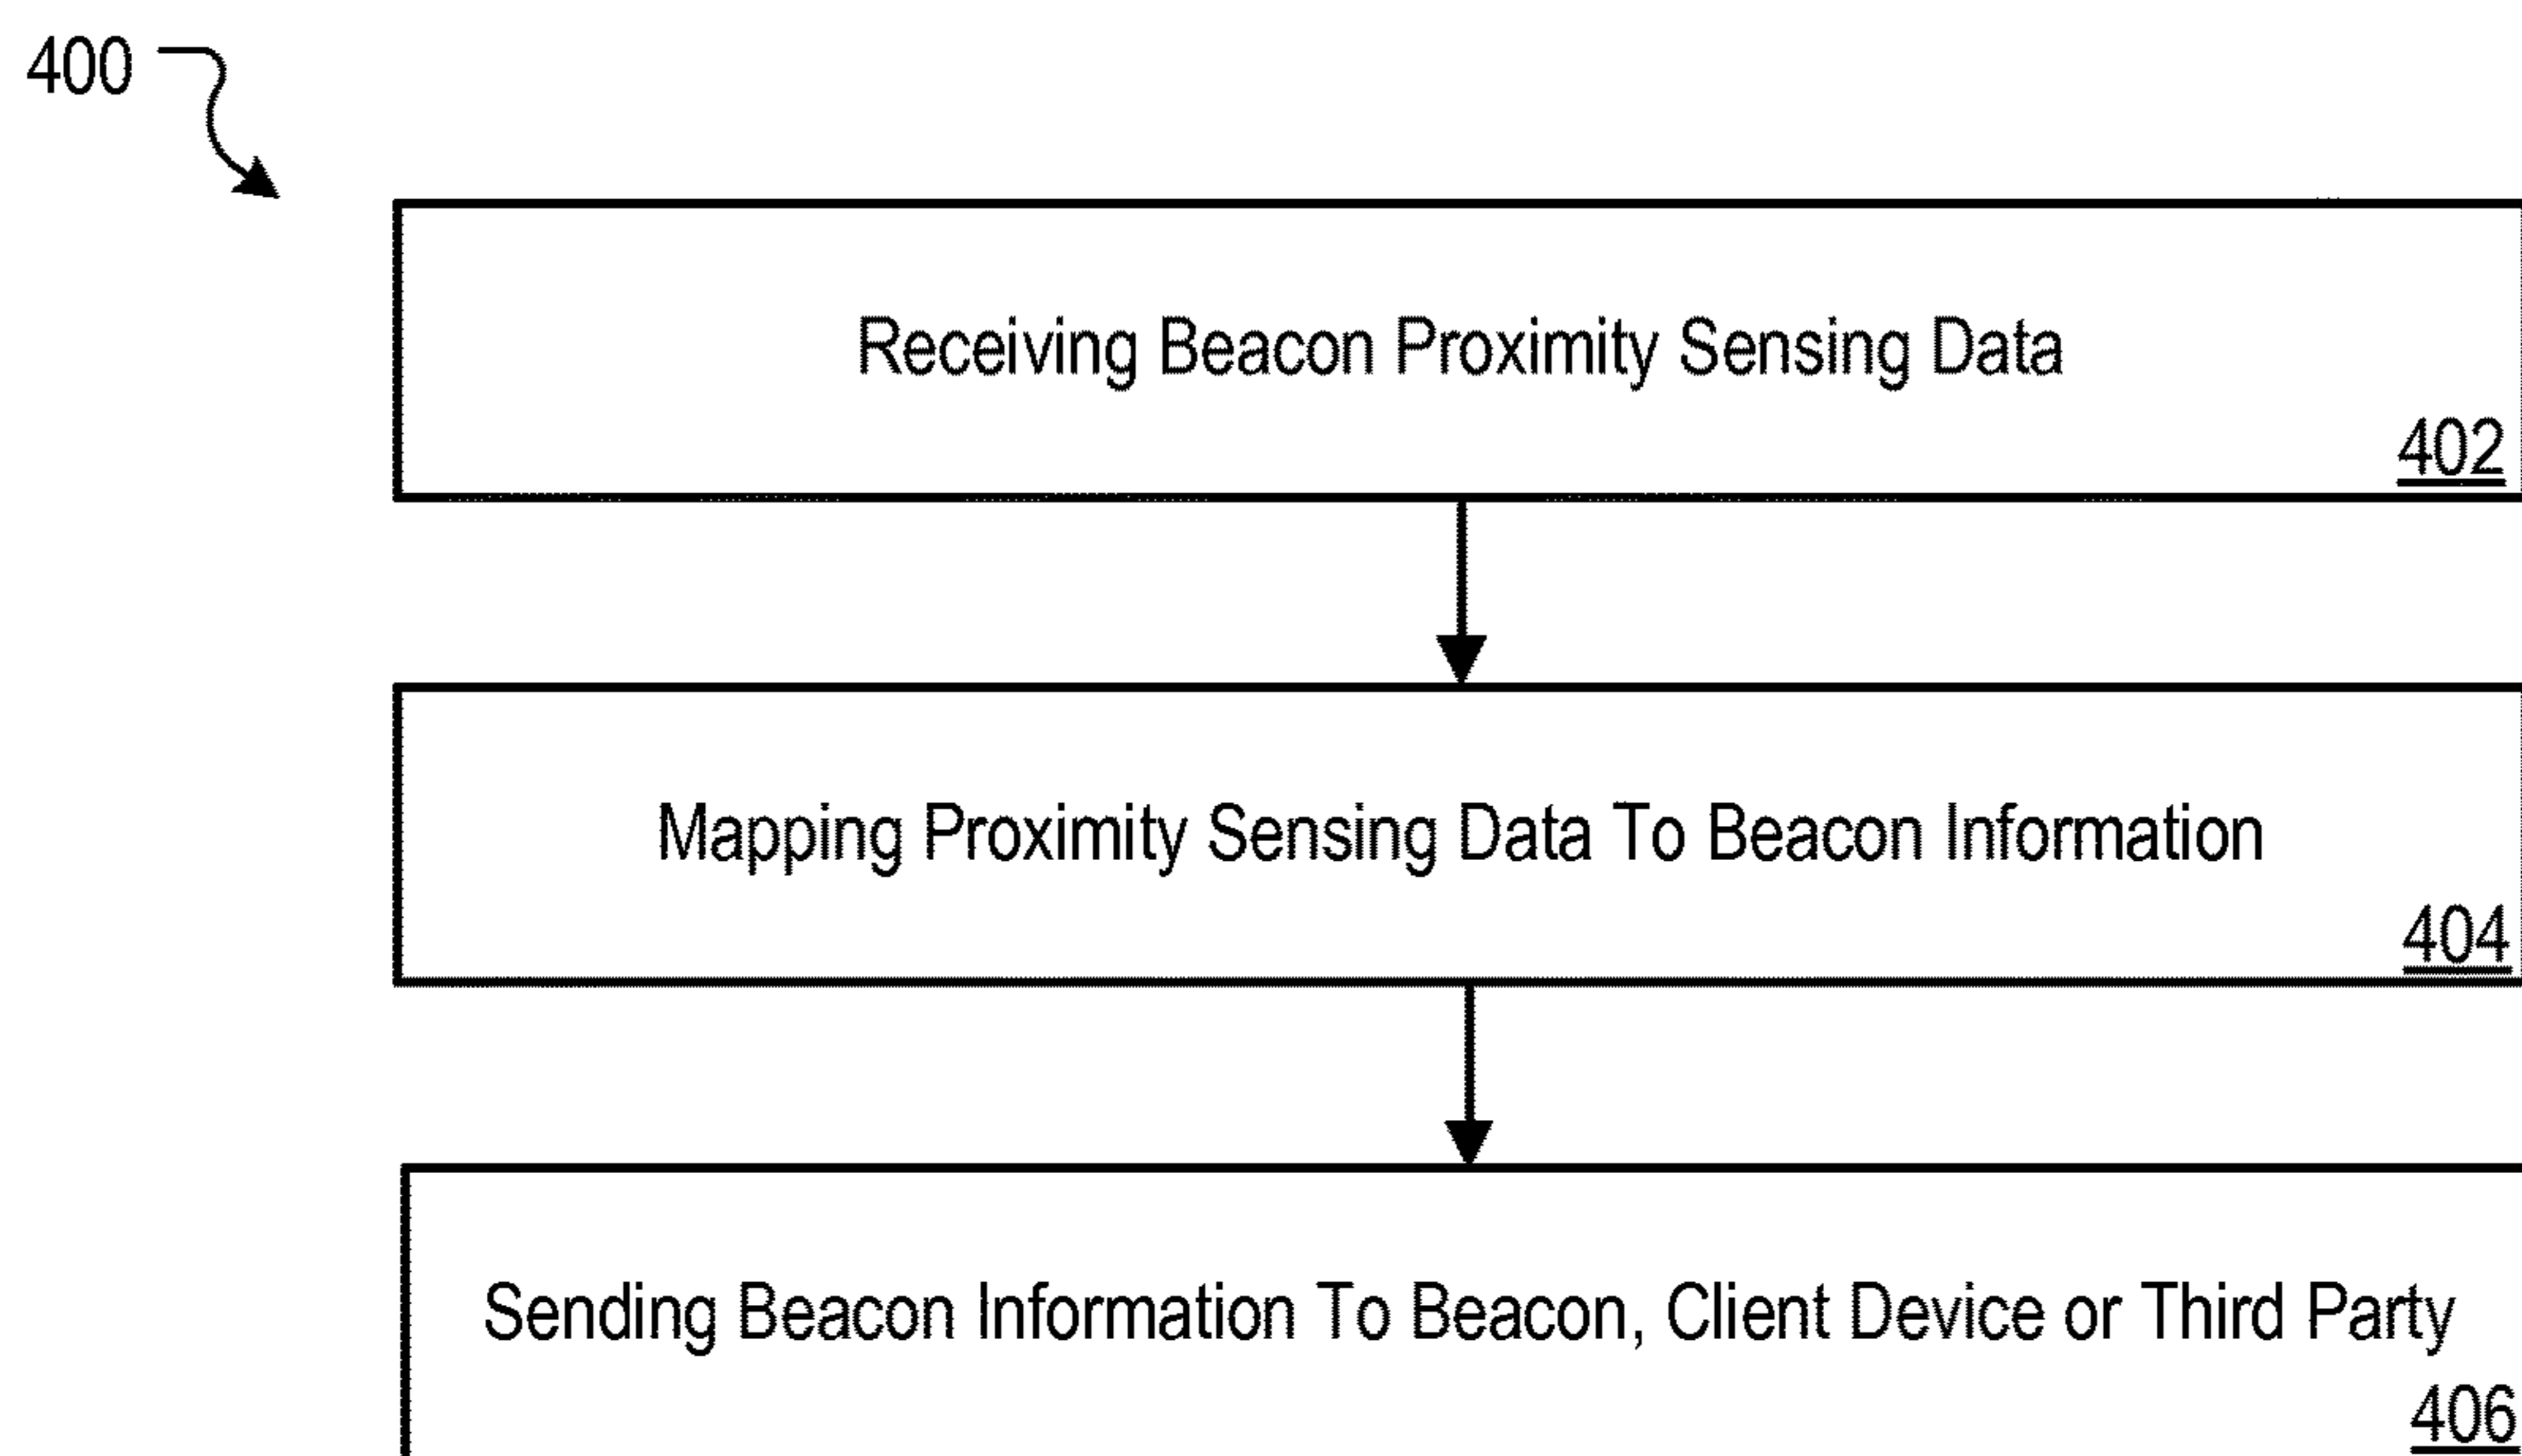 400
Receiving Beacon Proximity Sensing Data
402
Mapping Proximity Sensing Data To Beacon Information
404
Sending Beacon Information To Beacon, Client Device or Third Party
406